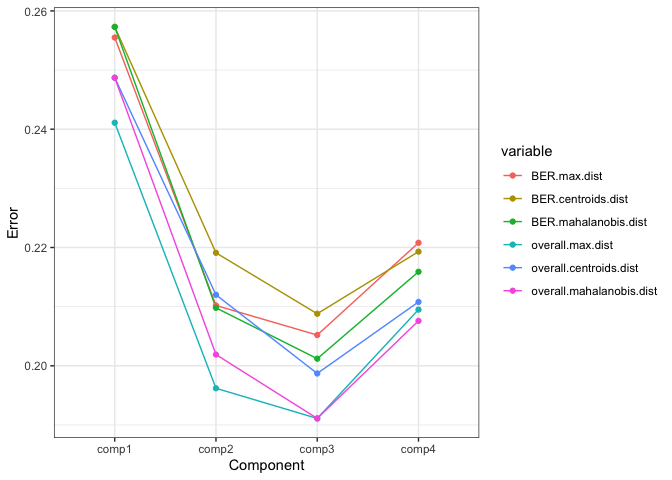 0.26
0.24
0.22
0.20
Error
comp1
comp2
comp3
comp4
Component
variable
BER.max.dist
BER.centroids.dist
BER.mahalanobis.dist
overall.max.dist
overall.centroids.dist
overall.mahalanobis.dist